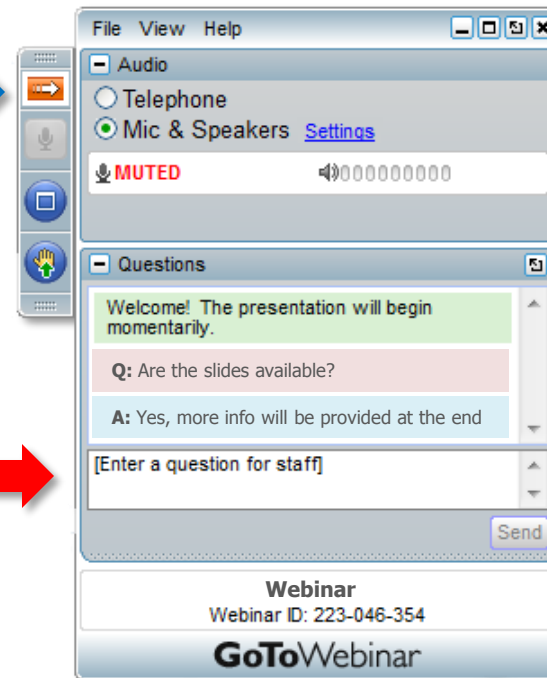 File View Help
Audio
Telephone
Mic & Speakers Settings
MUTED 000000000
Questions
Welcome! The presentation will begin
momentarily.
Q: Are the slides available?
A: Yes, more info will be provided at the end
[Enter a question for staff]
Send
Webinar
Webinar ID: 223-046-354
GoToWebinar